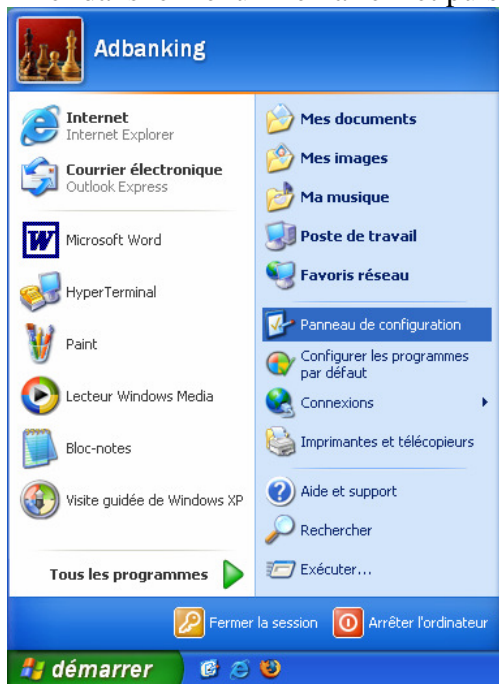 Adbanking
Internet
Internet Explorer
Courrier électronique
Outlook Express
Microsoft Word
HyperTerminal
Paint
Lecteur Windows Media
Bloc-notes
Visite guidée de Windows XP
Tous les programmes
Mes documents
Mes images
Ma musique
Poste de travail
Favoris réseau
Panneau de configuration
Configurer les programmes
par défaut
Connexions
Imprimantes et télécopieurs
Aide et support
Rechercher
Exécuter...
Fermer la session
Arrêter l'ordinateur
démarrer